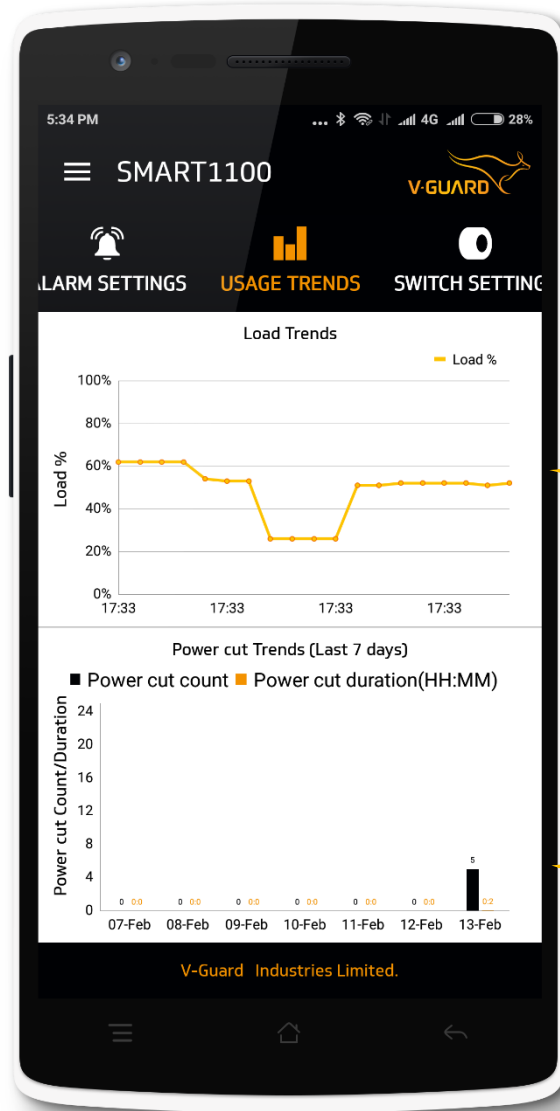 5:34 PM ... 4G 28%
SMART1100
V-GUARD
LARM SETTINGS USAGE TRENDS SWITCH SETTING
Load Trends
Load %
100%
80%
60%
40%
20%
0%
Load %
17:33 17:33 17:33 17:33
Power cut Trends (Last 7 days)
Power cut count Power cut duration(HH:MM)
24
20
16
12
8
4
0
Power cut Count/Duration
0 0:0 0 0:0 0 0:0 0 0:0 0 0:0 0 0:0 5 0:2
07-Feb 08-Feb 09-Feb 10-Feb 11-Feb 12-Feb 13-Feb
V-Guard Industries Limited.